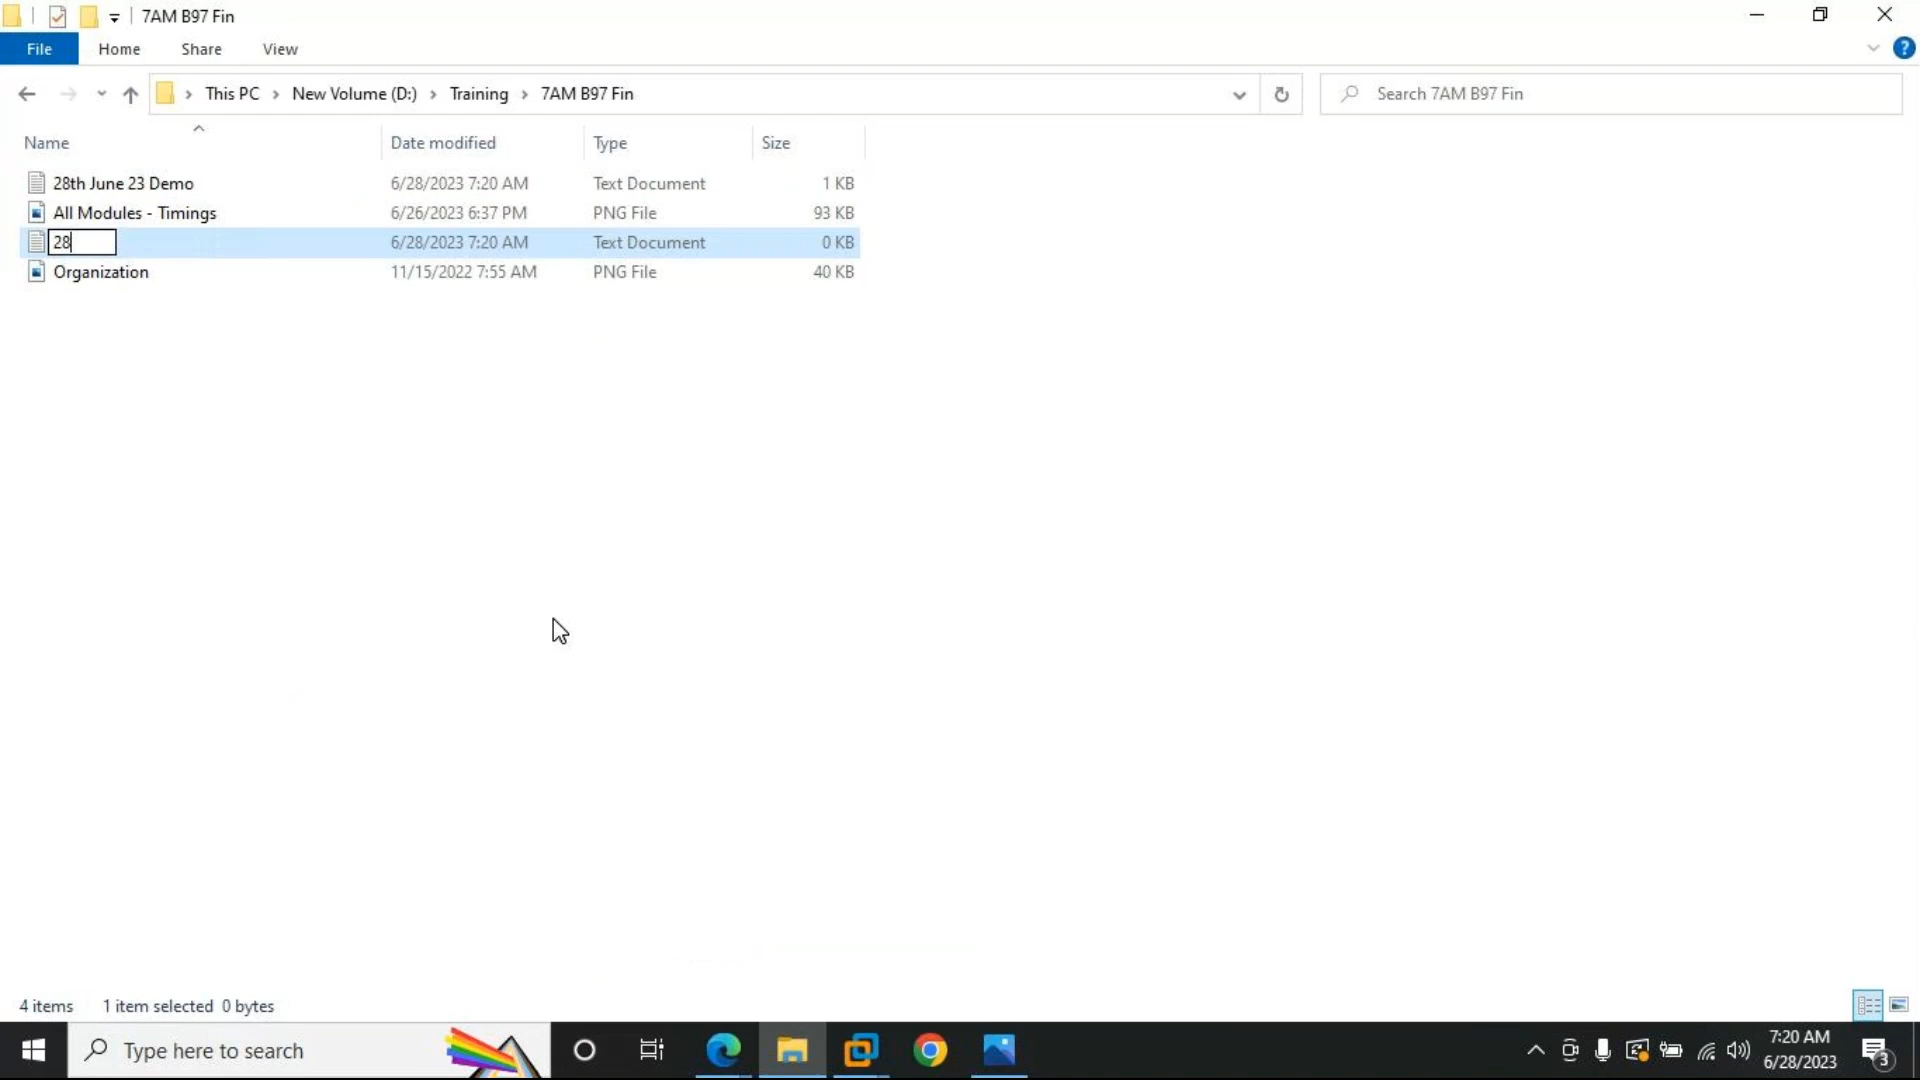 7AM B97 Fin
File Home Share View
This PC New Volume (D:) Training 7AM B97 Fin Search 7AM B97 Fin
Name Date modified Type Size
28th June 23 Demo 6/28/2023 7:20 AM Text Document 1 KB
All Modules - Timings 6/26/2023 6:37 PM PNG File 93 KB
28 6/28/2023 7:20 AM Text Document 0 KB
Organization 11/15/2022 7:55 AM PNG File 40 KB
4 items 1 item selected 0 bytes
Type here to search
7:20 AM
6/28/2023
3